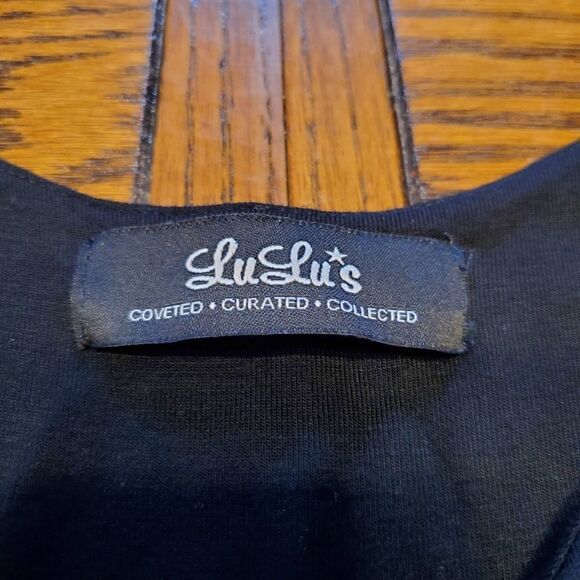 LuLu's
COVETED • CURATED • COLLECTED